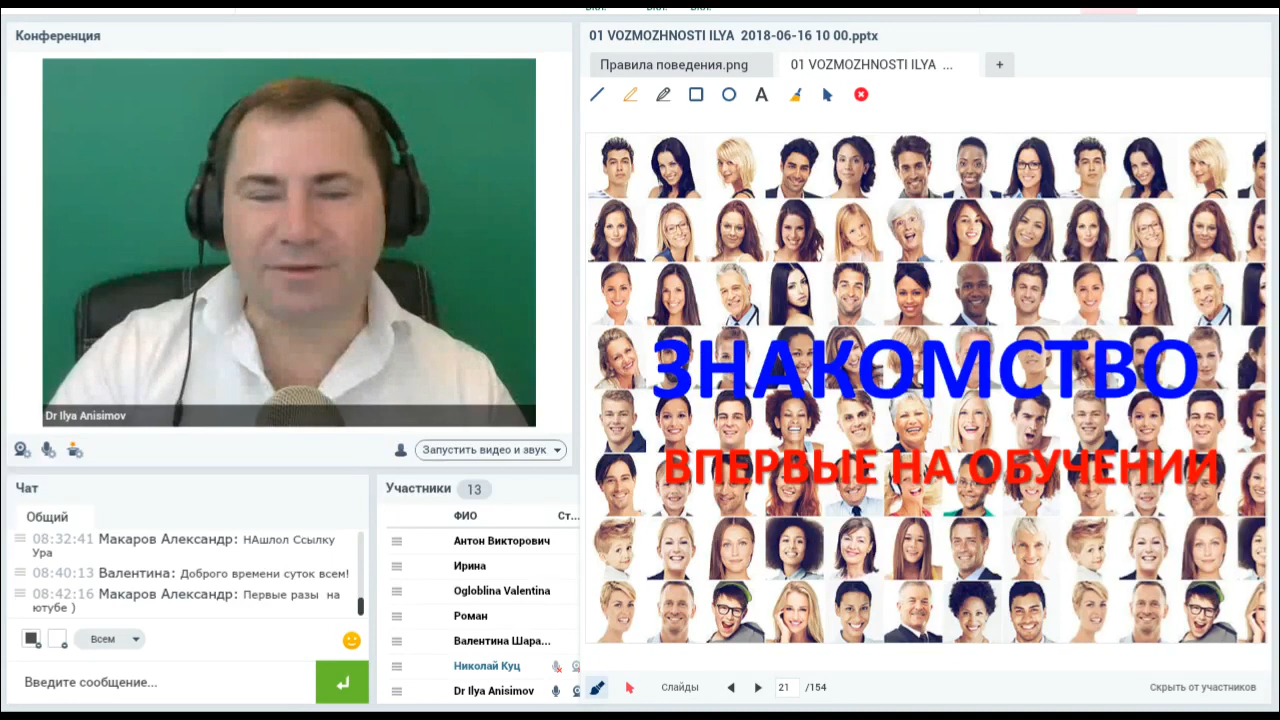 Конференция
Dr Ilya Anisimov
Запустить видео и звук
Чат
Общий
08:32:41 Макаров Александр: НАшлол Ссылку
Ура
08:40:13 Валентина: Доброго времени суток всем!
08:42:16 Макаров Александр: Первые разы на
ютубе )
Всем
Введите сообщение...
Участники 13
ФИО Ст...
Антон Викторович
Ирина
Ogloblina Valentina
Роман
Валентина Шара...
Николай Куц
Dr Ilya Anisimov
01 VOZMOZHNOSTI ILYA 2018-06-16 10 00.pptx
Правила поведения.png
01 VOZMOZHNOSTI ILYA ...
+
A
ЗНАКОМСТВО
ВПЕРВЫЕ НА ОБУЧЕНИИ
Слайды
21 /154
Скрыть от участников